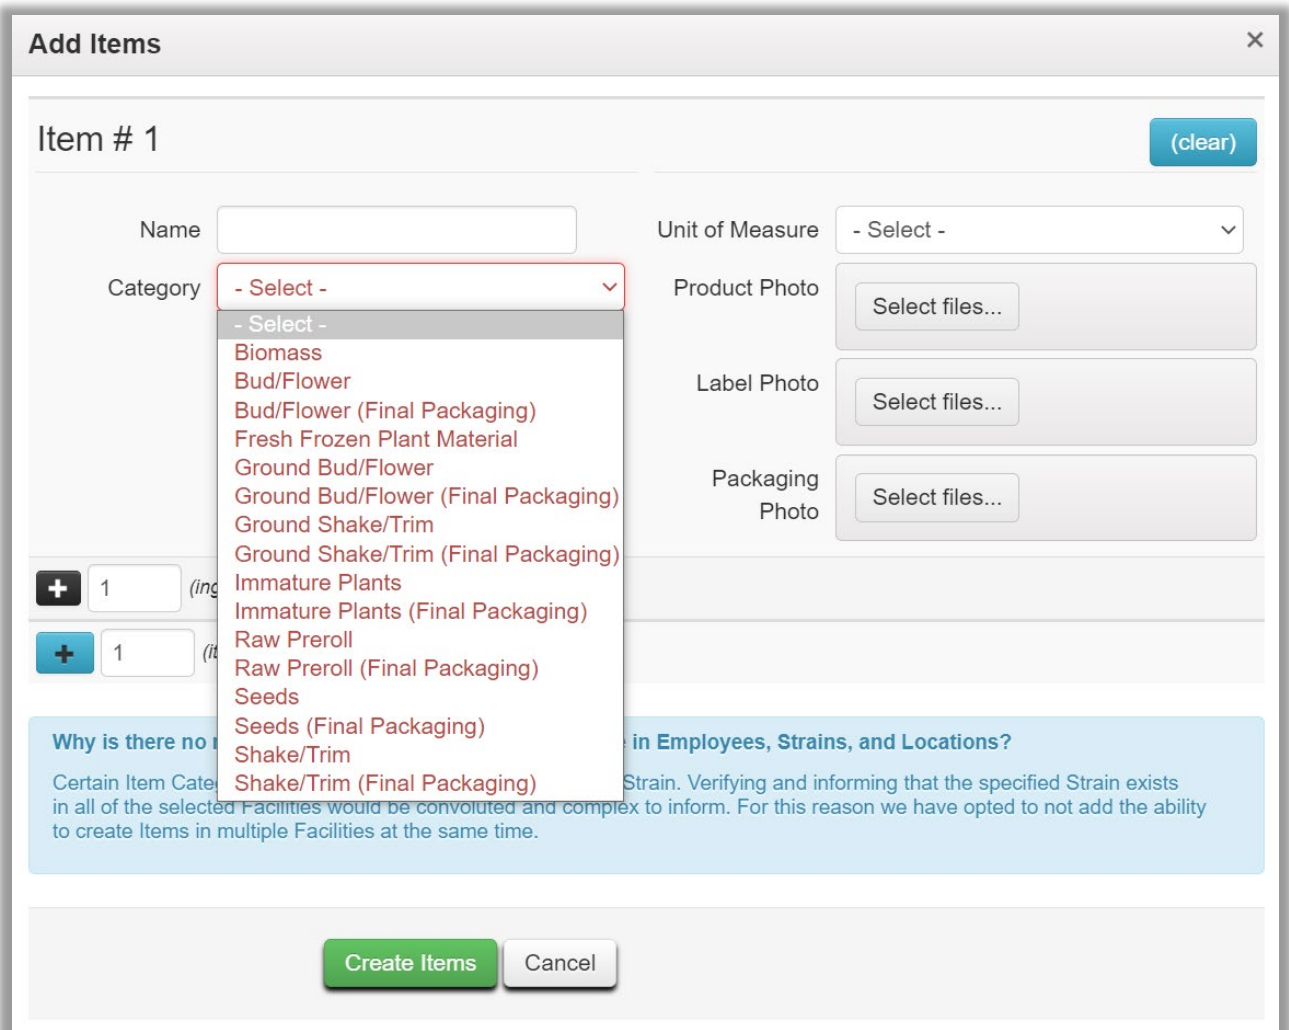 Add Items ×
Item # 1
(clear)
Name
Unit of Measure - Select -
Category - Select -
- Select -
Biomass
Bud/Flower
Bud/Flower (Final Packaging)
Fresh Frozen Plant Material
Ground Bud/Flower
Ground Bud/Flower (Final Packaging)
Ground Shake/Trim
Ground Shake/Trim (Final Packaging)
Immature Plants
Immature Plants (Final Packaging)
Raw Preroll
Raw Preroll (Final Packaging)
Seeds
Seeds (Final Packaging)
Shake/Trim
Shake/Trim (Final Packaging)
Product Photo Select files...
Label Photo Select files...
Packaging
Photo
Select files...
1
1
Why is there no in Employees, Strains, and Locations?
Certain Item Strain. Verifying and informing that the specified Strain exists
in all of the selected Facilities would be convoluted and complex to inform. For this reason we have opted to not add the ability
to create Items in multiple Facilities at the same time.
Create Items Cancel